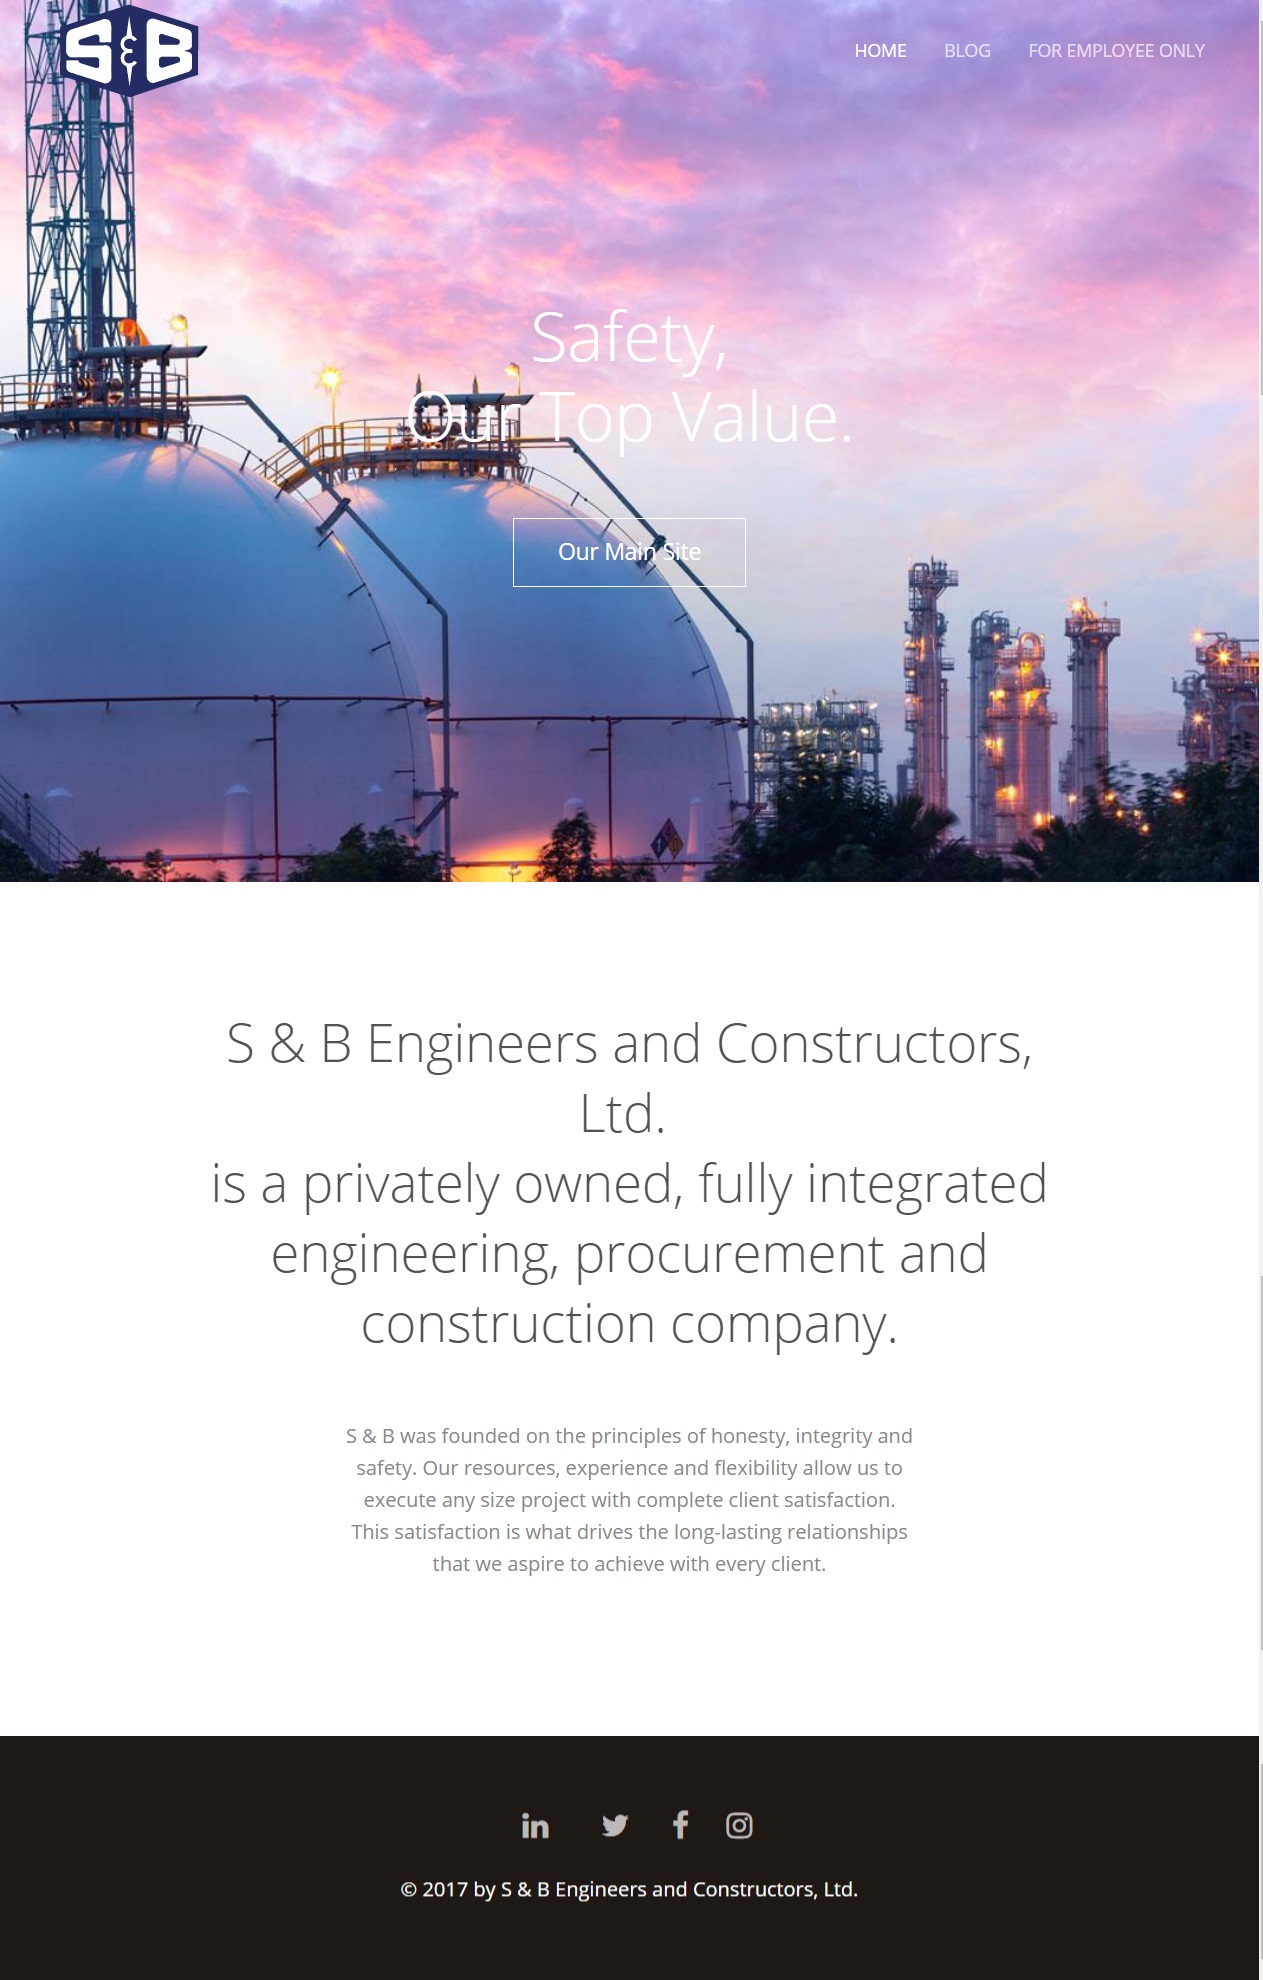 S&B
HOME BLOG FOR EMPLOYEE ONLY
Safety,
Our Top Value.
Our Main Site
S & B Engineers and Constructors,
Ltd.
is a privately owned, fully integrated
engineering, procurement and
construction company.
S & B was founded on the principles of honesty, integrity and
safety. Our resources, experience and flexibility allow us to
execute any size project with complete client satisfaction.
This satisfaction is what drives the long-lasting relationships
that we aspire to achieve with every client.
in
© 2017 by S & B Engineers and Constructors, Ltd.